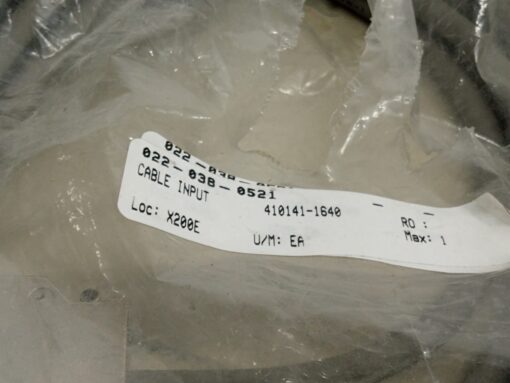 022-038-0521
CABLE INPUT
410141-1640
RO :
Loc: X200E
U/M: EA
Max: 1